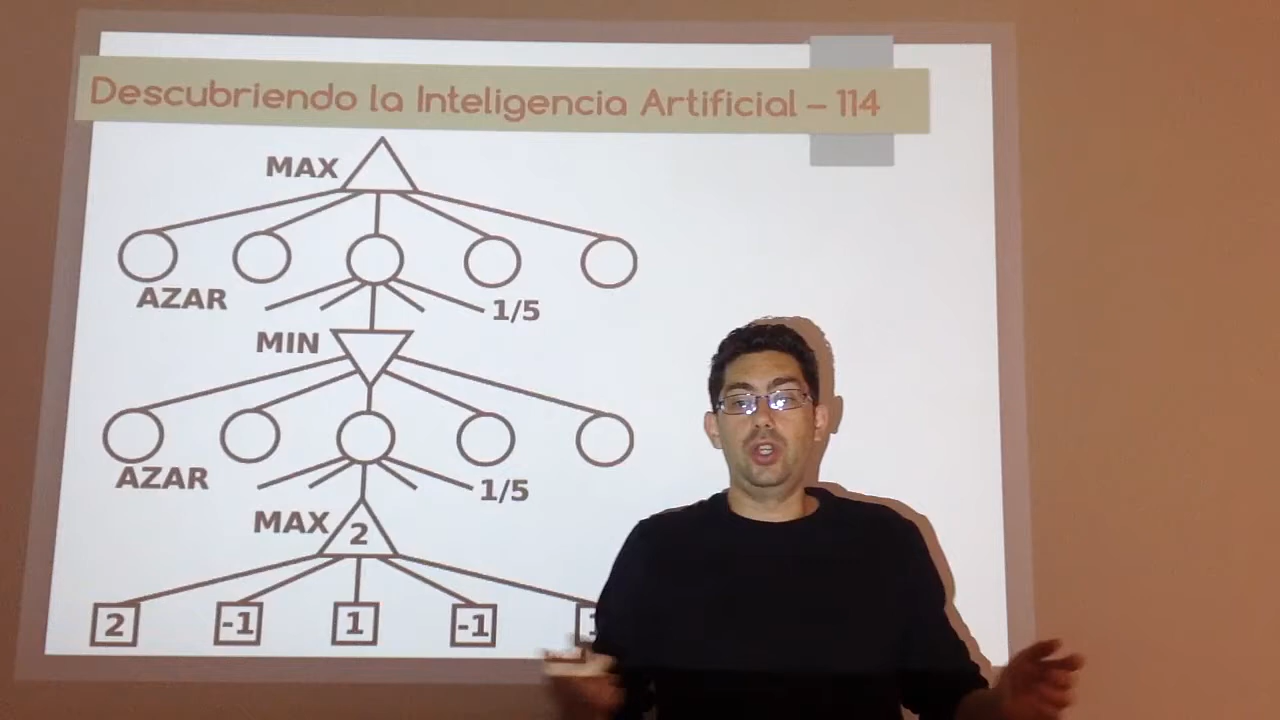 Descubriendo la Inteligencia Artificial – 114
MAX
AZAR
1/5
MIN
AZAR
1/5
MAX
2
2
-1
1
-1